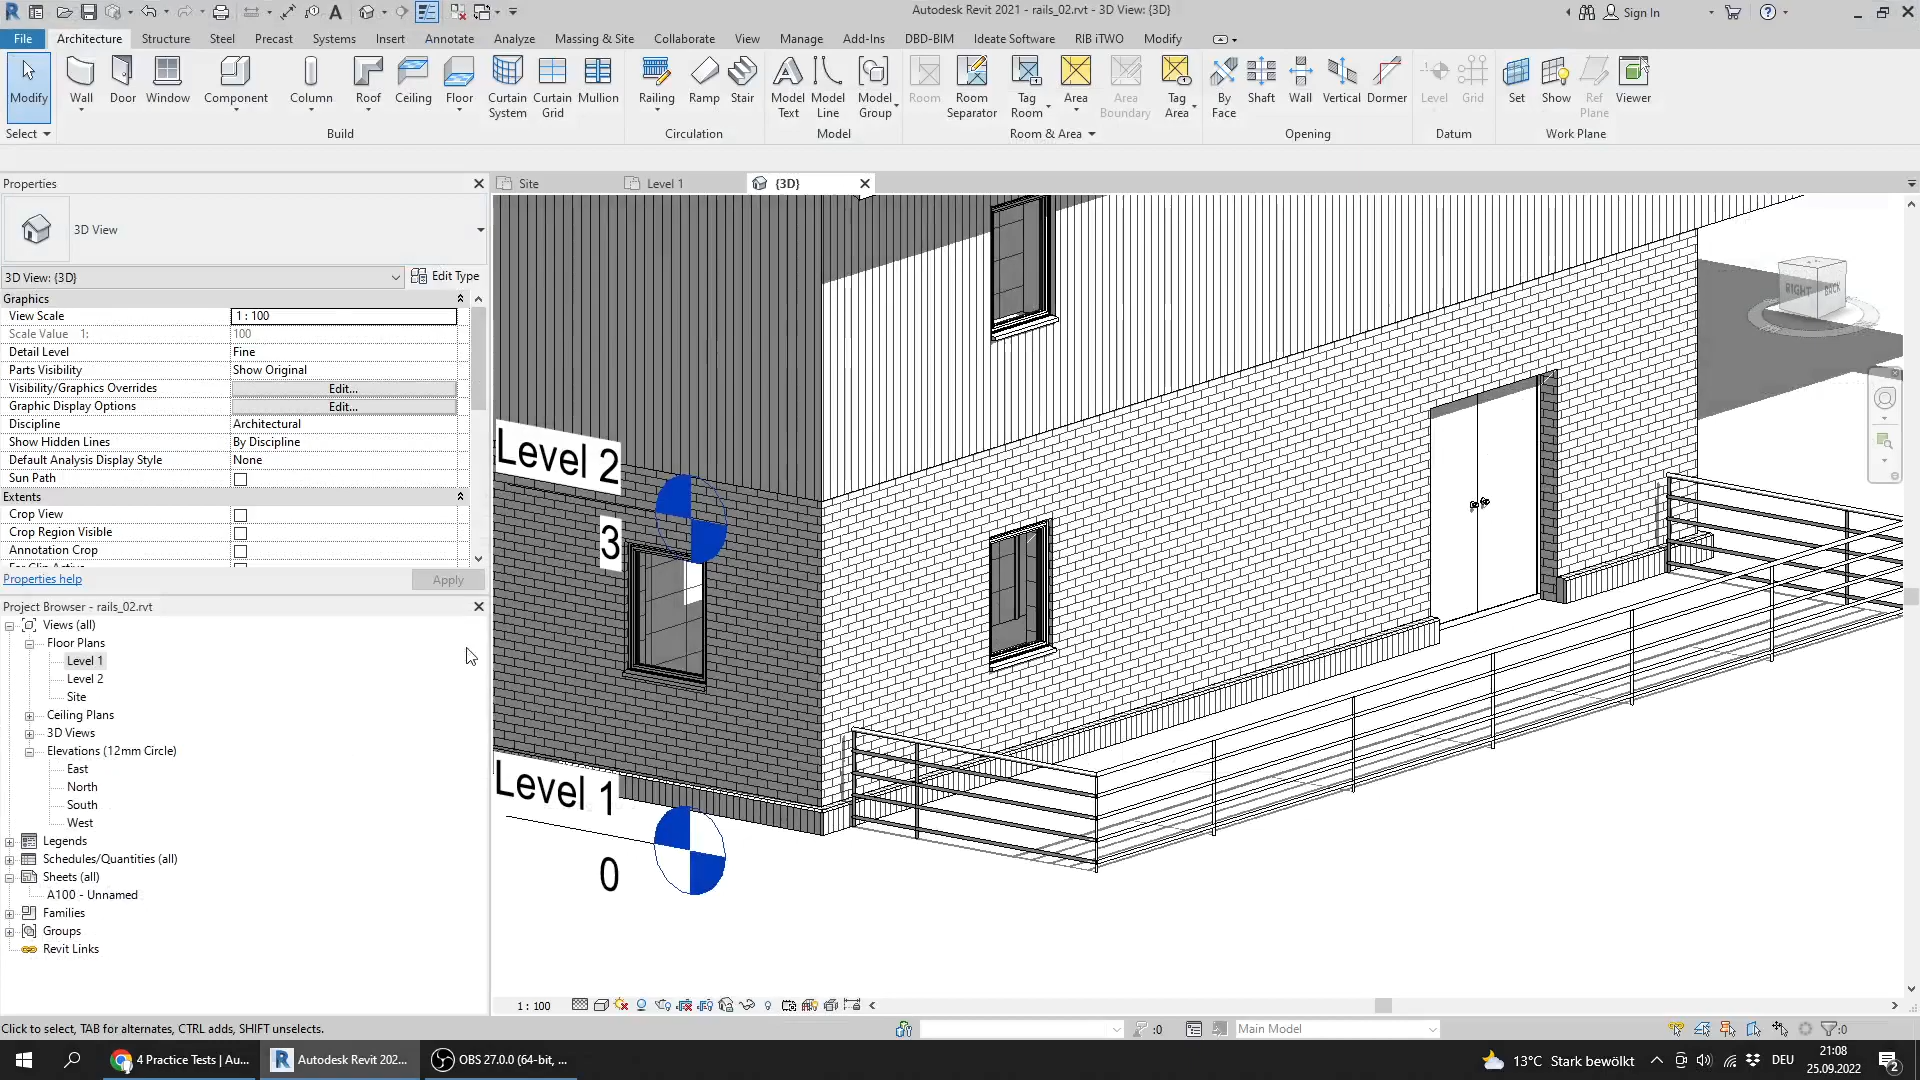 Autodesk Revit 2021 - rails_02.rvt - 3D View: {3D}
Sign In
File Architecture Structure Steel Precast Systems Insert Annotate Analyze Massing & Site Collaborate View Manage Add-Ins DBD-BIM Ideate Software RIB iTWO Modify
Modify Wall Door Window Component Column Roof Ceiling Floor Curtain System Curtain Grid Mullion Railing Ramp Stair Model Text Model Line Model Group Room Room Separator Tag Room Area Area Boundary Tag Area By Face Shaft Wall Vertical Dormer Level Grid Set Show Ref Plane Viewer
Select Build Circulation Model Room & Area Opening Datum Work Plane
Properties
Site
Level 1
{3D}
3D View
3D View: {3D}
Edit Type
Graphics
View Scale 1 : 100
Scale Value 1: 100
Detail Level Fine
Parts Visibility Show Original
Visibility/Graphics Overrides Edit...
Graphic Display Options Edit...
Discipline Architectural
Show Hidden Lines By Discipline
Default Analysis Display Style None
Sun Path
Extents
Crop View
Crop Region Visible
Annotation Crop
Properties help
Apply
Project Browser - rails_02.rvt
Views (all)
Floor Plans
Level 1
Level 2
Site
Ceiling Plans
3D Views
Elevations (12mm Circle)
East
North
South
West
Legends
Schedules/Quantities (all)
Sheets (all)
A100 - Unnamed
Families
Groups
Revit Links
Level 2
3
Level 1
0
RIGHT BACK
1 : 100
Click to select, TAB for alternates, CTRL adds, SHIFT unselects.
:0
Main Model
:0
4 Practice Tests | Au...
Autodesk Revit 202...
OBS 27.0.0 (64-bit, ...
13°C Stark bewölkt
DEU
21:08
25.09.2022
2